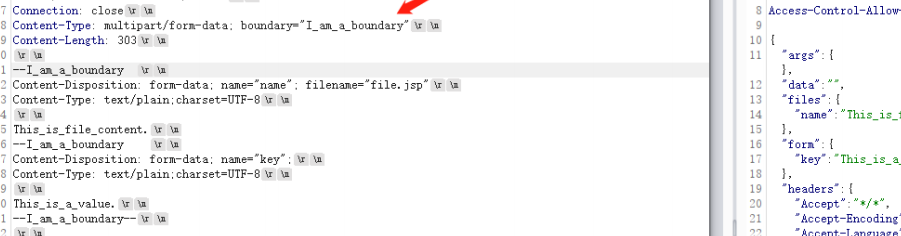 7 Connection: close \r \n
8 Content-Type: multipart/form-data; boundary="I_am_a_boundary" \r \n
9 Content-Length: 303 \r \n
0 \r \n
1 --I_am_a_boundary   \r \n
2 Content-Disposition: form-data; name="name"; filename="file.jsp" \r \n
3 Content-Type: text/plain;charset=UTF-8 \r \n
4 \r \n
5 This_is_file_content. \r \n
6 --I_am_a_boundary     \r \n
7 Content-Disposition: form-data; name="key"; \r \n
8 Content-Type: text/plain;charset=UTF-8 \r \n
9 \r \n
0 This_is_a_value. \r \n
1 --I_am_a_boundary-- \r \n
2 \r \n
8 Access-Control-Allow-
9
10 {
11 "args":{
},
12 "data":"",
13 "files":{
14 "name":"This_is_f
15 },
16 "form":{
17 "key":"This_is_a_
18 },
19 "headers":{
20 "Accept":"*/*",
21 "Accept-Encoding"
22 "Accept-Language"